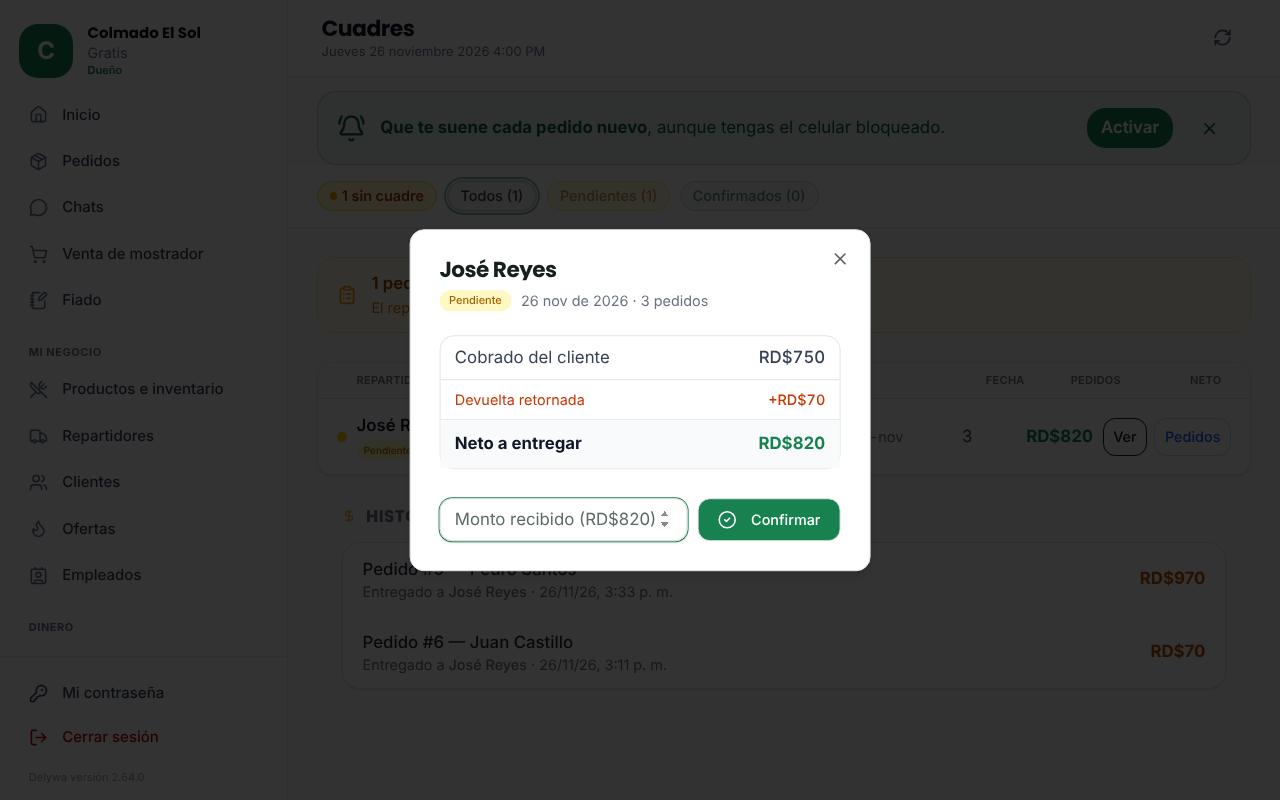 C
Colmado El Sol
Gratis
Dueño
Inicio
Pedidos
Chats
Venta de mostrador
Fiado
MI NEGOCIO
Productos e inventario
Repartidores
Clientes
Ofertas
Empleados
DINERO
Mi contraseña
Cerrar sesión
Delywa versión 2.64.0
Cuadres
Jueves 26 noviembre 2026 4:00 PM
Que te suene cada pedido nuevo, aunque tengas el celular bloqueado.
Activar
1 sin cuadre
Todos (1)
Pendientes (1)
Confirmados (0)
José Reyes
Pendiente
26 nov de 2026 · 3 pedidos
Cobrado del cliente RD$750
Devuelta retornada +RD$70
Neto a entregar RD$820
Monto recibido (RD$820)
Confirmar
1
El
FECHA PEDIDOS NETO
José
3 RD$820 Ver Pedidos
$
Pedido
RD$970
Entregado a José Reyes · 26/11/26, 3:33 p. m.
Pedido #6 — Juan Castillo
RD$70
Entregado a José Reyes · 26/11/26, 3:11 p. m.